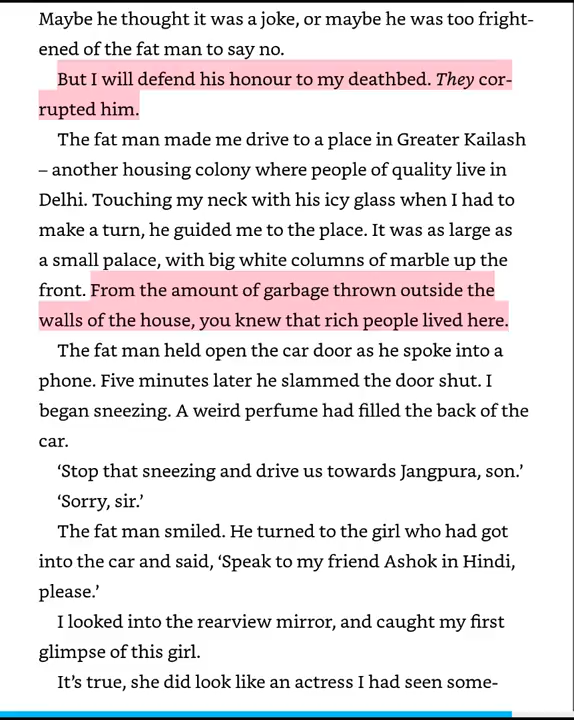 Maybe he thought it was a joke, or maybe he was too fright-
ened of the fat man to say no.
But I will defend his honour to my deathbed. They cor-
rupted him.
The fat man made me drive to a place in Greater Kailash
– another housing colony where people of quality live in
Delhi. Touching my neck with his icy glass when I had to
make a turn, he guided me to the place. It was as large as
a small palace, with big white columns of marble up the
front. From the amount of garbage thrown outside the
walls of the house, you knew that rich people lived here.
The fat man held open the car door as he spoke into a
phone. Five minutes later he slammed the door shut. I
began sneezing. A weird perfume had filled the back of the
car.
‘Stop that sneezing and drive us towards Jangpura, son.’
‘Sorry, sir.’
The fat man smiled. He turned to the girl who had got
into the car and said, ‘Speak to my friend Ashok in Hindi,
please.’
I looked into the rearview mirror, and caught my first
glimpse of this girl.
It’s true, she did look like an actress I had seen some-